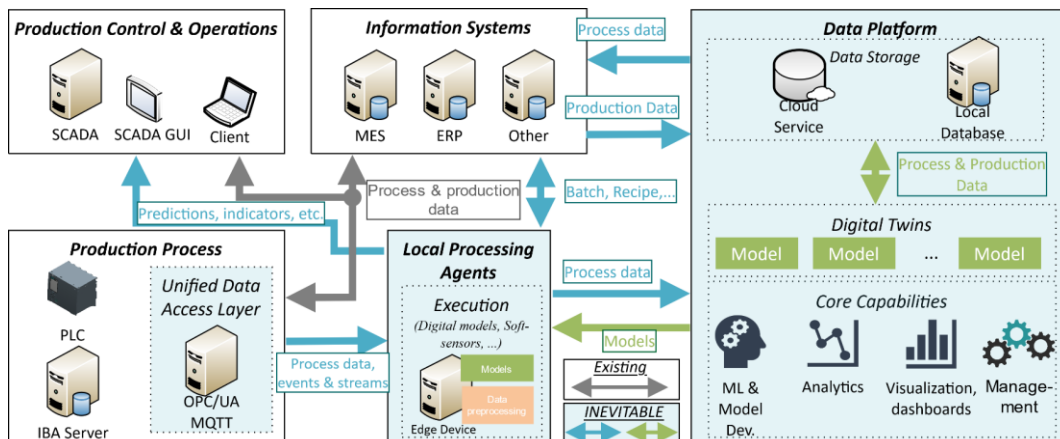 Production Control & Operations
SCADA
SCADA GUI
Client
Information Systems
MES
ERP
Other
Process data
Production Data
Data Platform
Data Storage
Cloud
Service
Local
Database
Process & Production
Data
Process & production
data
Batch, Recipe,...
Predictions, indicators, etc.
Production Process
PLC
IBA Server
Unified Data
Access Layer
OPC/UA
MQTT
Process data,
events & streams
Local Processing
Agents
Execution
(Digital models, Soft-
sensors, ...)
Models
Data
preprocessing
Edge Device
Process data
Models
Existing
INEVITABLE
Digital Twins
Model
Model
...
Model
Core Capabilities
ML &
Model
Dev.
Analytics
Visualization,
dashboards
Manage-
ment